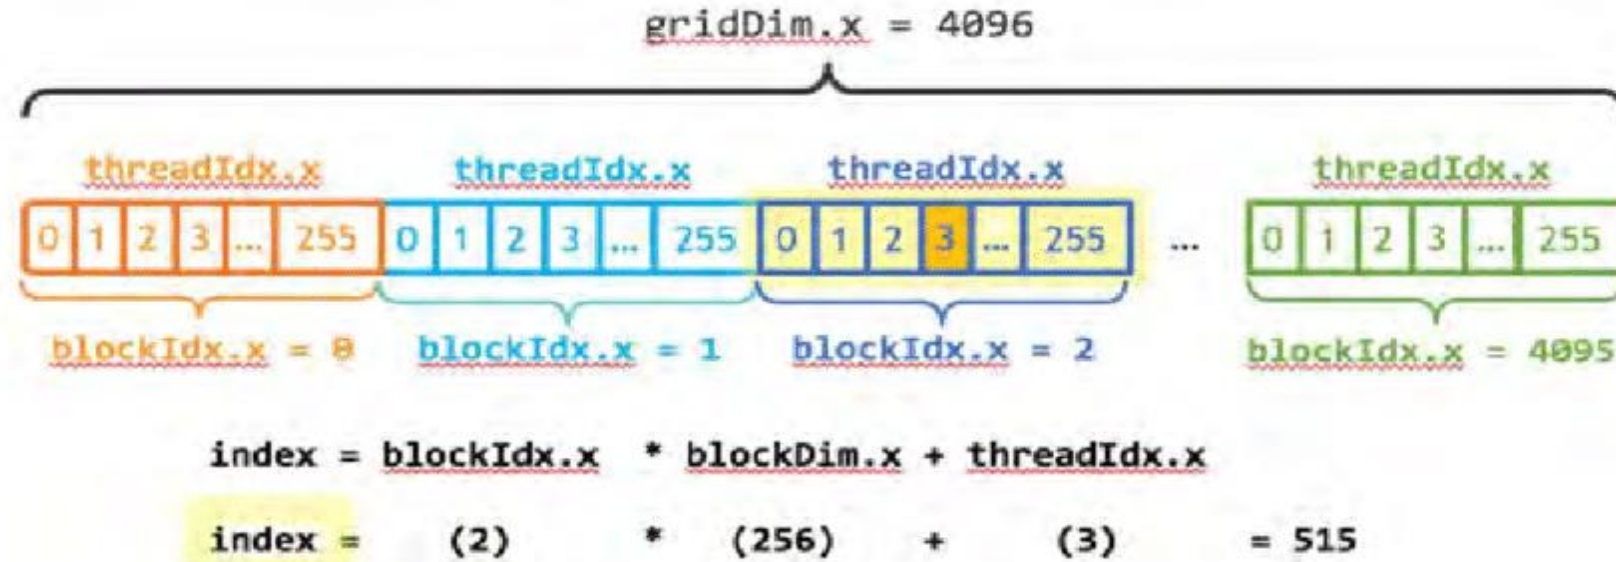 gridDim.x = 4096
threadIdx.x threadIdx.x threadIdx.x threadIdx.x
0 1 2 3 ... 255 0 1 2 3 ... 255 0 1 2 3 ... 255 ... 0 1 2 3 ... 255
blockIdx.x = 0 blockIdx.x = 1 blockIdx.x = 2 blockIdx.x = 4095
index = blockIdx.x * blockDim.x + threadIdx.x
index = (2) * (256) + (3) = 515